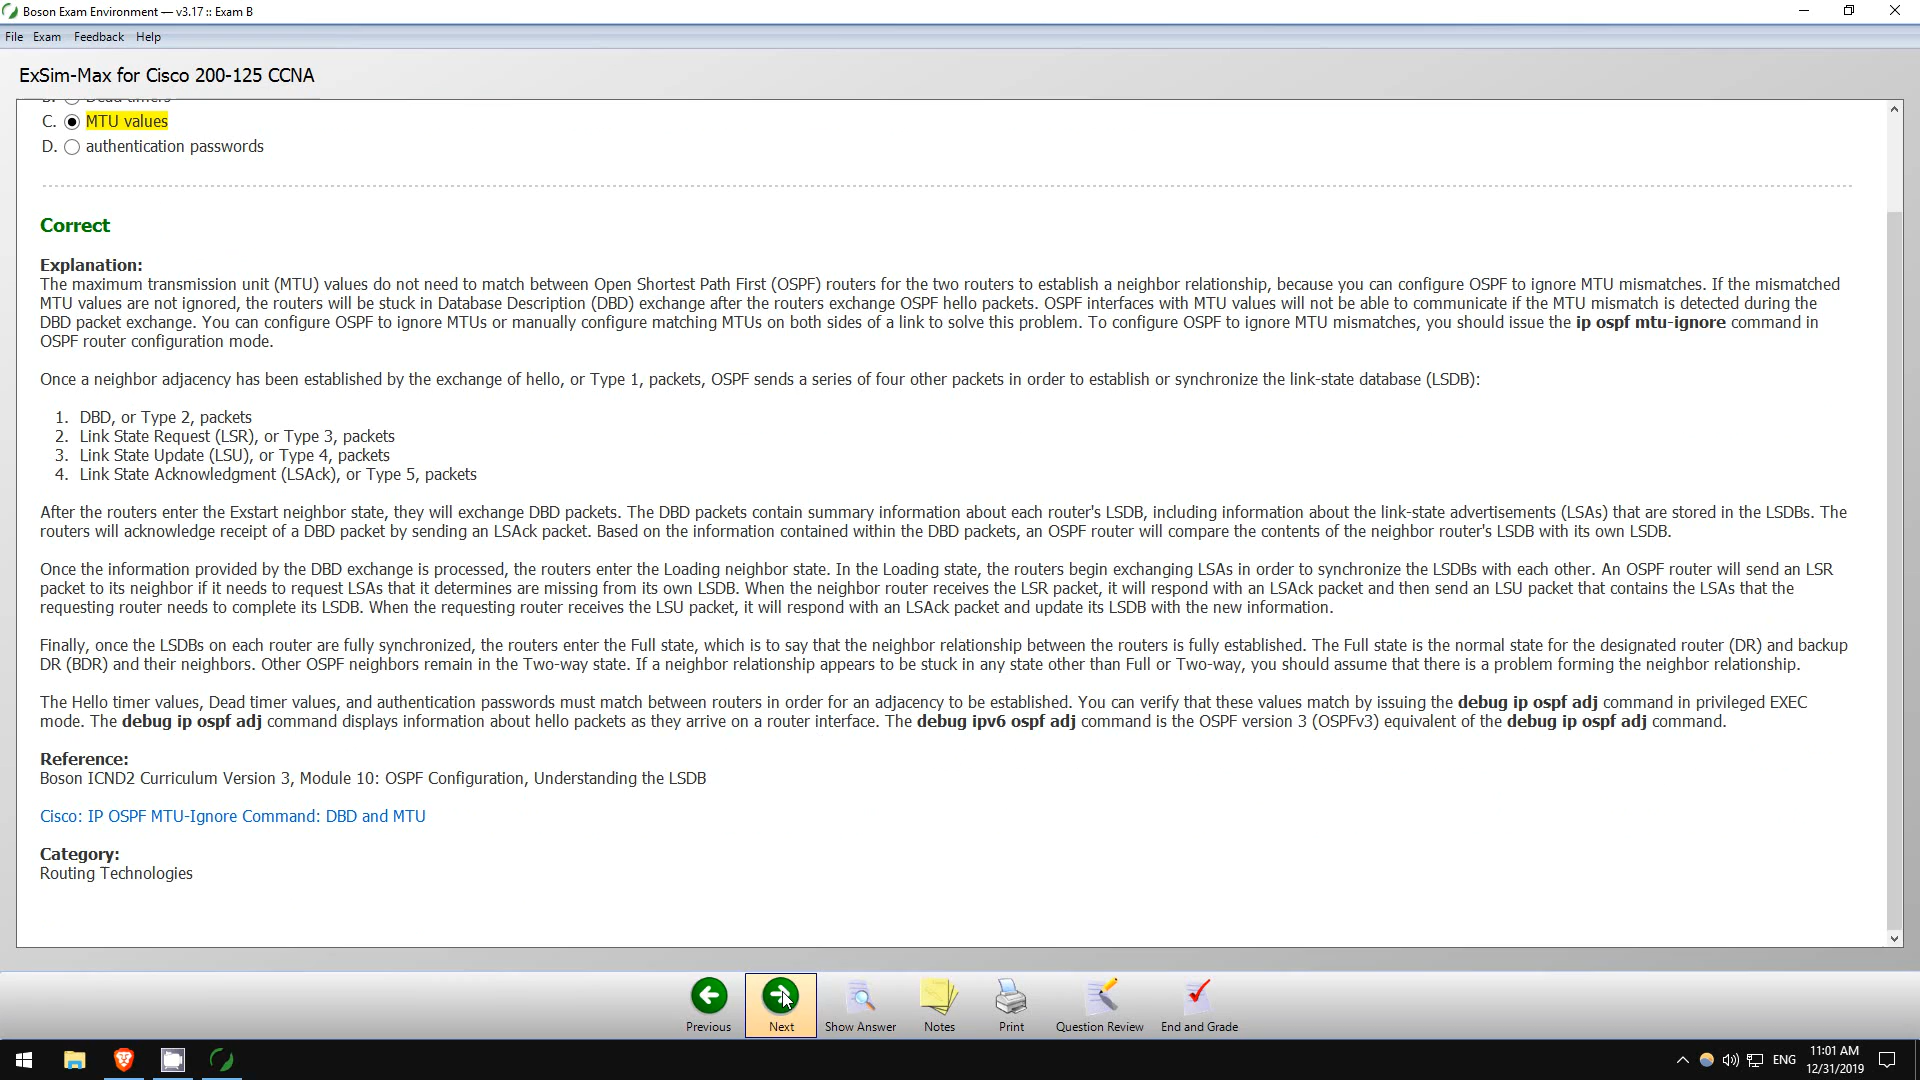 Boson Exam Environment — v3.17 :: Exam B
File Exam Feedback Help
ExSim-Max for Cisco 200-125 CCNA
B. Dead timers
C. MTU values
D. authentication passwords
Correct
Explanation:
The maximum transmission unit (MTU) values do not need to match between Open Shortest Path First (OSPF) routers for the two routers to establish a neighbor relationship, because you can configure OSPF to ignore MTU mismatches. If the mismatched
MTU values are not ignored, the routers will be stuck in Database Description (DBD) exchange after the routers exchange OSPF hello packets. OSPF interfaces with MTU values will not be able to communicate if the MTU mismatch is detected during the
DBD packet exchange. You can configure OSPF to ignore MTUs or manually configure matching MTUs on both sides of a link to solve this problem. To configure OSPF to ignore MTU mismatches, you should issue the ip ospf mtu-ignore command in
OSPF router configuration mode.
Once a neighbor adjacency has been established by the exchange of hello, or Type 1, packets, OSPF sends a series of four other packets in order to establish or synchronize the link-state database (LSDB):
1. DBD, or Type 2, packets
2. Link State Request (LSR), or Type 3, packets
3. Link State Update (LSU), or Type 4, packets
4. Link State Acknowledgment (LSAck), or Type 5, packets
After the routers enter the Exstart neighbor state, they will exchange DBD packets. The DBD packets contain summary information about each router's LSDB, including information about the link-state advertisements (LSAs) that are stored in the LSDBs. The
routers will acknowledge receipt of a DBD packet by sending an LSAck packet. Based on the information contained within the DBD packets, an OSPF router will compare the contents of the neighbor router's LSDB with its own LSDB.
Once the information provided by the DBD exchange is processed, the routers enter the Loading neighbor state. In the Loading state, the routers begin exchanging LSAs in order to synchronize the LSDBs with each other. An OSPF router will send an LSR
packet to its neighbor if it needs to request LSAs that it determines are missing from its own LSDB. When the neighbor router receives the LSR packet, it will respond with an LSAck packet and then send an LSU packet that contains the LSAs that the
requesting router needs to complete its LSDB. When the requesting router receives the LSU packet, it will respond with an LSAck packet and update its LSDB with the new information.
Finally, once the LSDBs on each router are fully synchronized, the routers enter the Full state, which is to say that the neighbor relationship between the routers is fully established. The Full state is the normal state for the designated router (DR) and backup
DR (BDR) and their neighbors. Other OSPF neighbors remain in the Two-way state. If a neighbor relationship appears to be stuck in any state other than Full or Two-way, you should assume that there is a problem forming the neighbor relationship.
The Hello timer values, Dead timer values, and authentication passwords must match between routers in order for an adjacency to be established. You can verify that these values match by issuing the debug ip ospf adj command in privileged EXEC
mode. The debug ip ospf adj command displays information about hello packets as they arrive on a router interface. The debug ipv6 ospf adj command is the OSPF version 3 (OSPFv3) equivalent of the debug ip ospf adj command.
Reference:
Boson ICND2 Curriculum Version 3, Module 10: OSPF Configuration, Understanding the LSDB
Cisco: IP OSPF MTU-Ignore Command: DBD and MTU
Category:
Routing Technologies
Previous Next Show Answer Notes Print Question Review End and Grade
ENG 11:01 AM
12/31/2019